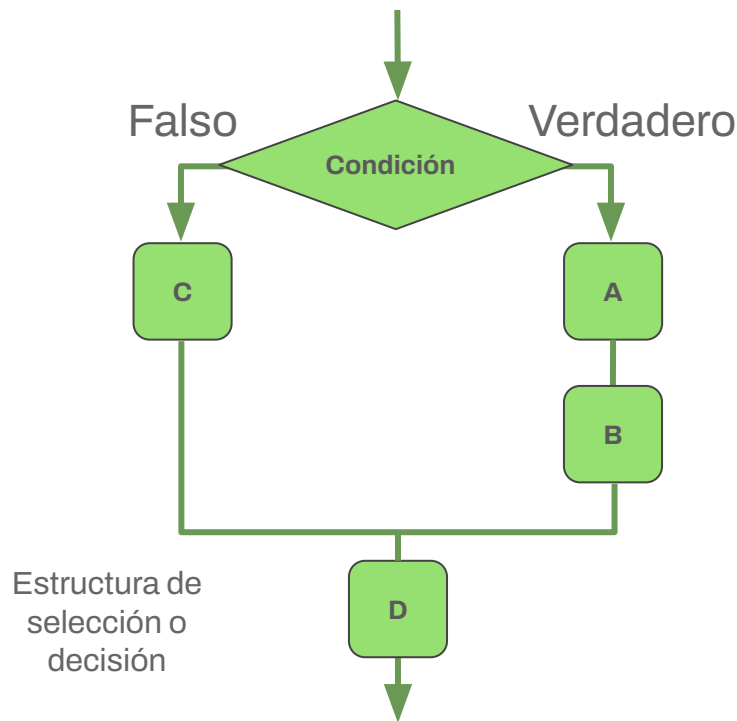 Falso
Verdadero
Condición
C
A
B
Estructura de
selección o
decisión
D